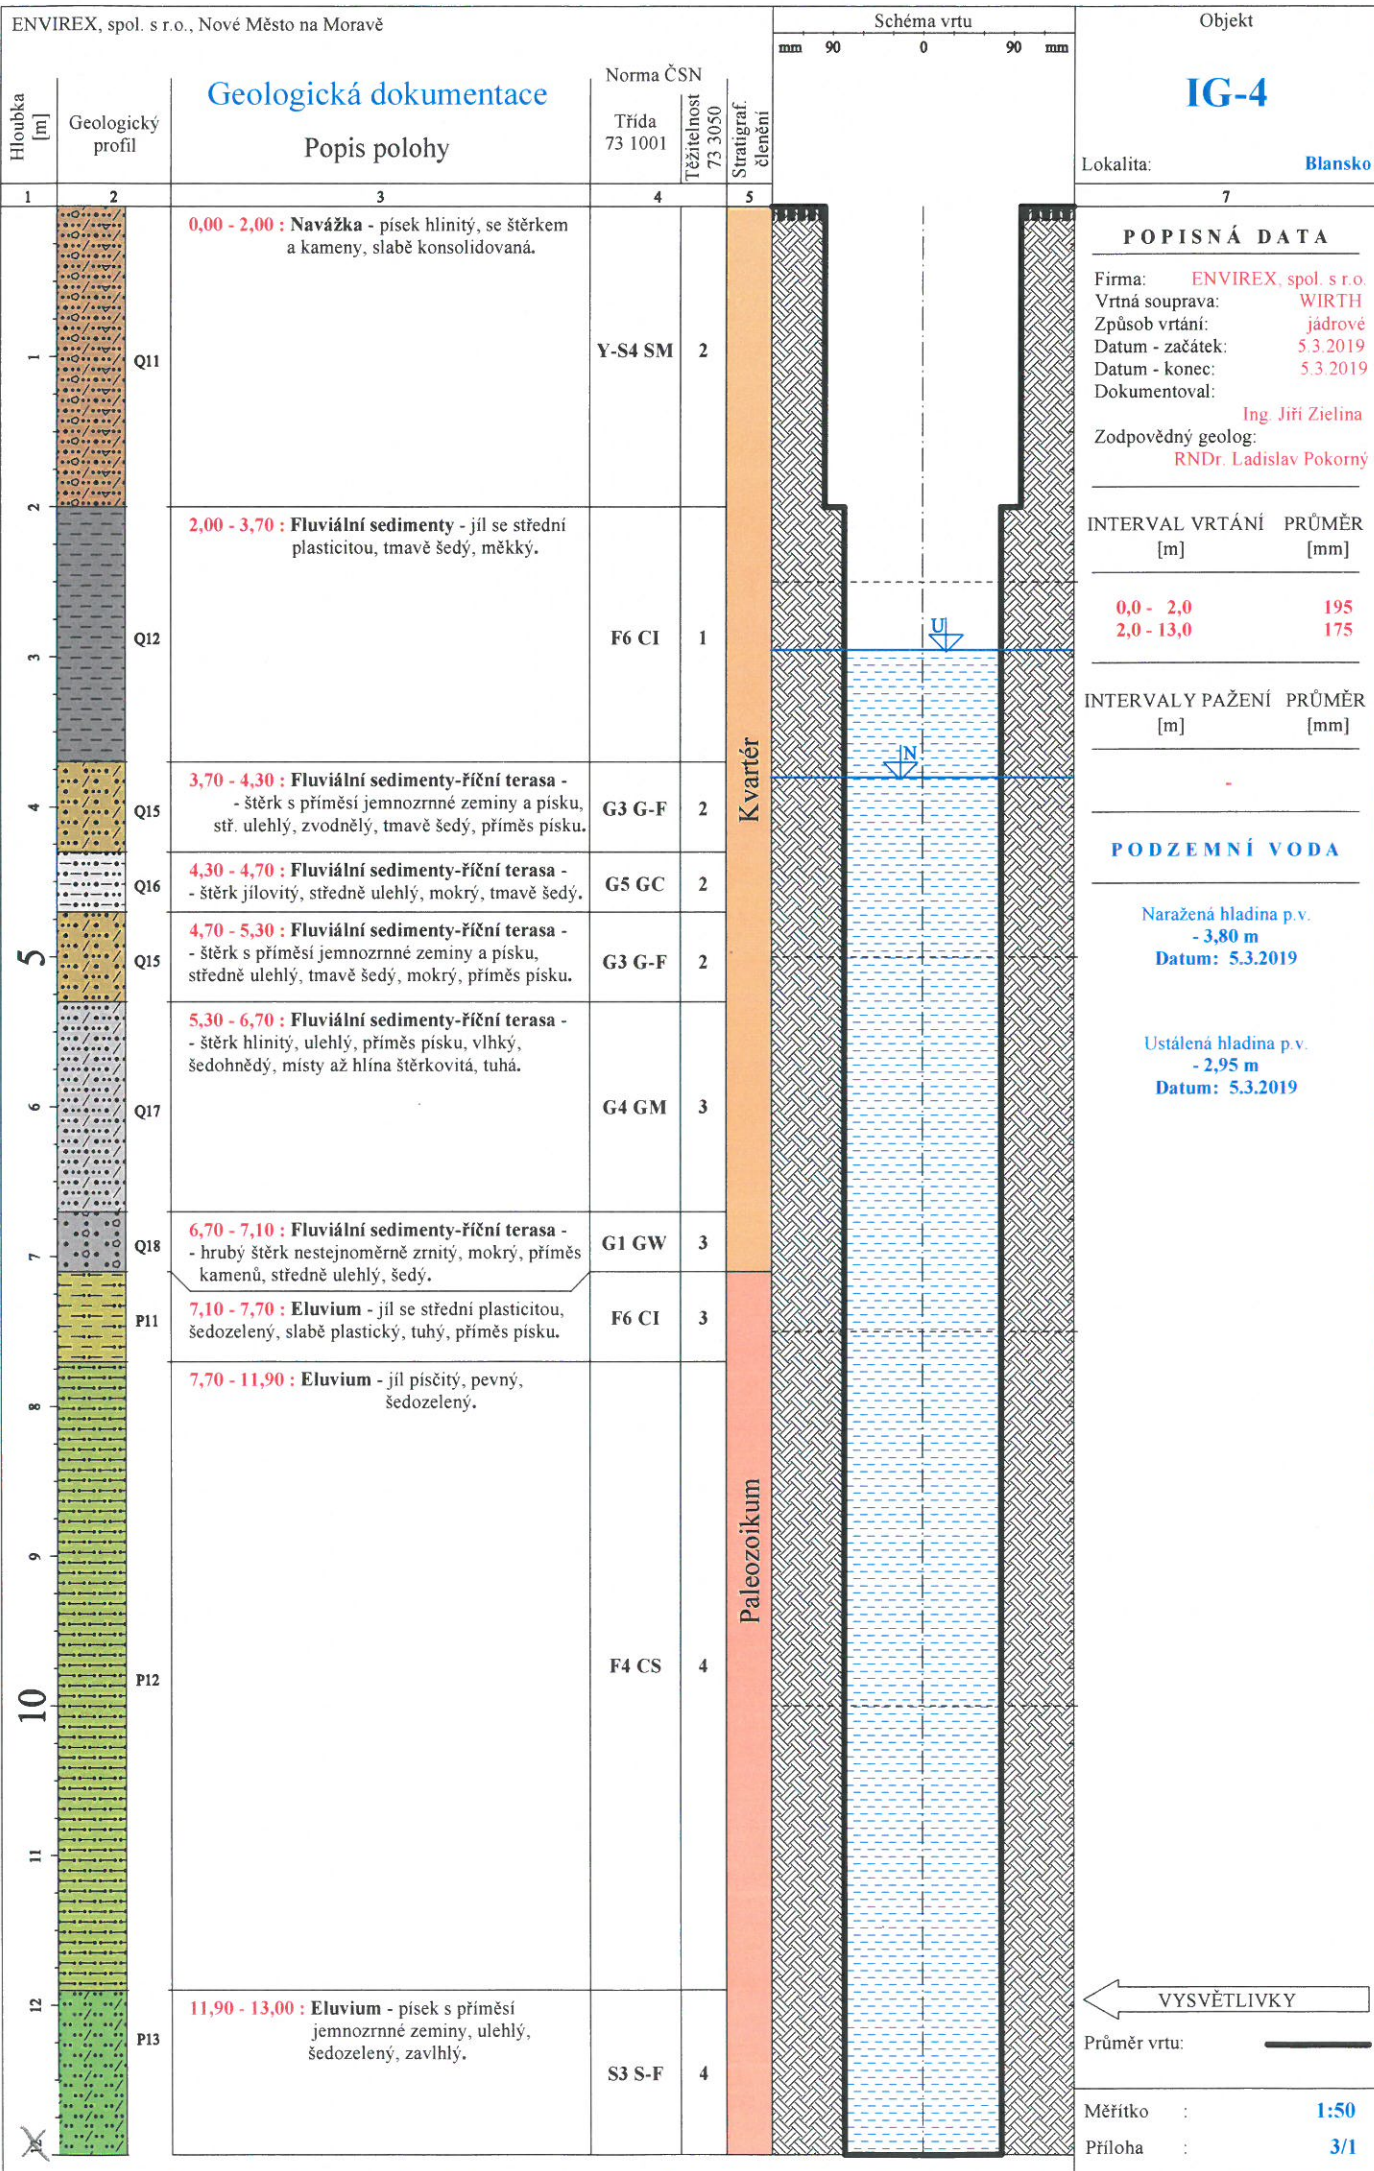 ENVIREX, spol. s r.o., Nové Město na Moravě
Schéma vrtu
Objekt
mm 90 0 90 mm
IG-4
Hloubka
[m]
Geologický
profil
Geologická dokumentace
Popis polohy
Norma ČSN
Třída
73 1001
Těžitelnost
73 3050
Stratigraf.
členění
Lokalita: Blansko
1 2 3 4 5 7
0,00 - 2,00 : Navážka - písek hlinitý, se štěrkem
a kameny, slabě konsolidovaná.
1 Q11 Y-S4 SM 2
2
2,00 - 3,70 : Fluviální sedimenty - jíl se střední
plasticitou, tmavě šedý, měkký.
3 Q12 F6 CI 1
3,70 - 4,30 : Fluviální sedimenty-říční terasa -
- štěrk s příměsí jemnozrnné zeminy a písku,
stř. ulehlý, zvodnělý, tmavě šedý, příměs písku.
4 Q15 G3 G-F 2
4,30 - 4,70 : Fluviální sedimenty-říční terasa -
- štěrk jílovitý, středně ulehlý, mokrý, tmavě šedý.
Q16 G5 GC 2
4,70 - 5,30 : Fluviální sedimenty-říční terasa -
- štěrk s příměsí jemnozrnné zeminy a písku,
středně ulehlý, tmavě šedý, mokrý, příměs písku.
5 Q15 G3 G-F 2
5,30 - 6,70 : Fluviální sedimenty-říční terasa -
- štěrk hlinitý, ulehlý, příměs písku, vlhký,
šedohnědý, místy až hlína štěrkovitá, tuhá.
6 Q17 G4 GM 3
6,70 - 7,10 : Fluviální sedimenty-říční terasa -
- hrubý štěrk nestejnoměrně zrnitý, mokrý, příměs
kamenů, středně ulehlý, šedý.
7 Q18 G1 GW 3
7,10 - 7,70 : Eluvium - jíl se střední plasticitou,
šedozelený, slabě plastický, tuhý, příměs písku.
P11 F6 CI 3
7,70 - 11,90 : Eluvium - jíl písčitý, pevný,
šedozelený.
8
9
10 P12 F4 CS 4
11
11,90 - 13,00 : Eluvium - písek s příměsí
jemnozrnné zeminy, ulehlý,
šedozelený, zavlhlý.
12 P13 S3 S-F 4
Kvartér
Paleozoikum
U
N
POPISNÁ DATA
Firma: ENVIREX, spol. s r.o.
Vrtná souprava: WIRTH
Způsob vrtání: jádrové
Datum - začátek: 5.3.2019
Datum - konec: 5.3.2019
Dokumentoval:
Ing. Jiří Zielina
Zodpovědný geolog:
RNDr. Ladislav Pokorný
INTERVAL VRTÁNÍ PRŮMĚR
[m] [mm]
0,0 - 2,0 195
2,0 - 13,0 175
INTERVALY PAŽENÍ PRŮMĚR
[m] [mm]
-
PODZEMNÍ VODA
Naražená hladina p.v.
- 3,80 m
Datum: 5.3.2019
Ustálená hladina p.v.
- 2,95 m
Datum: 5.3.2019
VYSVĚTLIVKY
Průměr vrtu:
Měřítko : 1:50
Příloha : 3/1